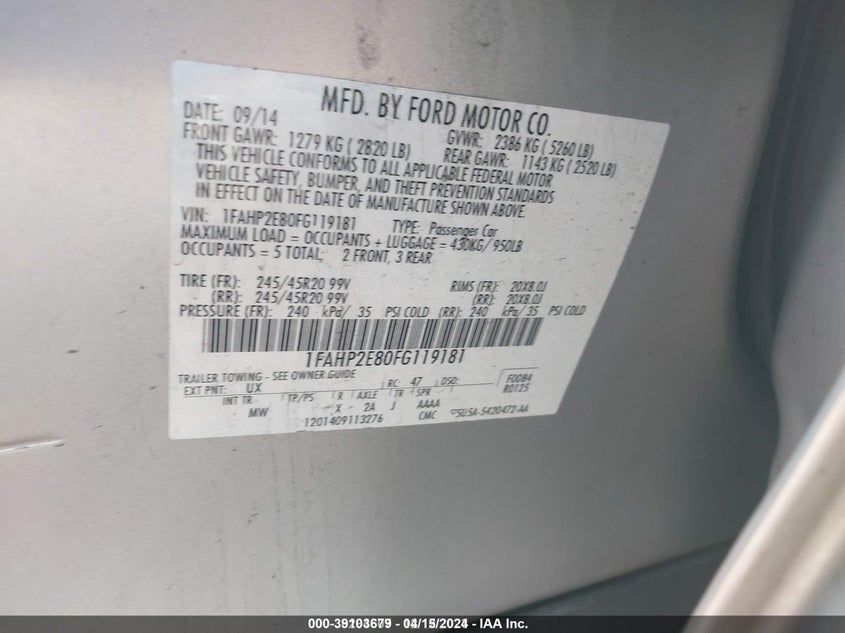 MFD. BY FORD MOTOR CO.
DATE: 09/14 GVWR: 2386 KG ( 5260 LB)
FRONT GAWR: 1279 KG ( 2820 LB) REAR GAWR: 1143 KG ( 2520 LB)
THIS VEHICLE CONFORMS TO ALL APPLICABLE FEDERAL MOTOR
VEHICLE SAFETY, BUMPER, AND THEFT PREVENTION STANDARDS
IN EFFECT ON THE DATE OF MANUFACTURE SHOWN ABOVE.
VIN: 1FAHP2E80FG119181 TYPE: Passenger Car
MAXIMUM LOAD = OCCUPANTS + LUGGAGE = 430KG/ 950LB
OCCUPANTS = 5 TOTAL; 2 FRONT, 3 REAR
TIRE (FR): 245/45R20 99V RIMS (FR): 20X8.0J
(RR): 245/45R20 99V (RR): 20X8.0J
PRESSURE (FR): 240 kPa/ 35 PSI COLD (RR): 240 kPa/ 35 PSI COLD
1FAHP2E80FG119181
TRAILER TOWING - SEE OWNER GUIDE
EXT PNT: UX RC: 47 DSO: F0084
INT TR TP/PS R AXLE TR SPR R0125
MW X 2A J AAAA
1201409113276 CMC
000-39103679 - 04/15/2024 - IAA Inc.